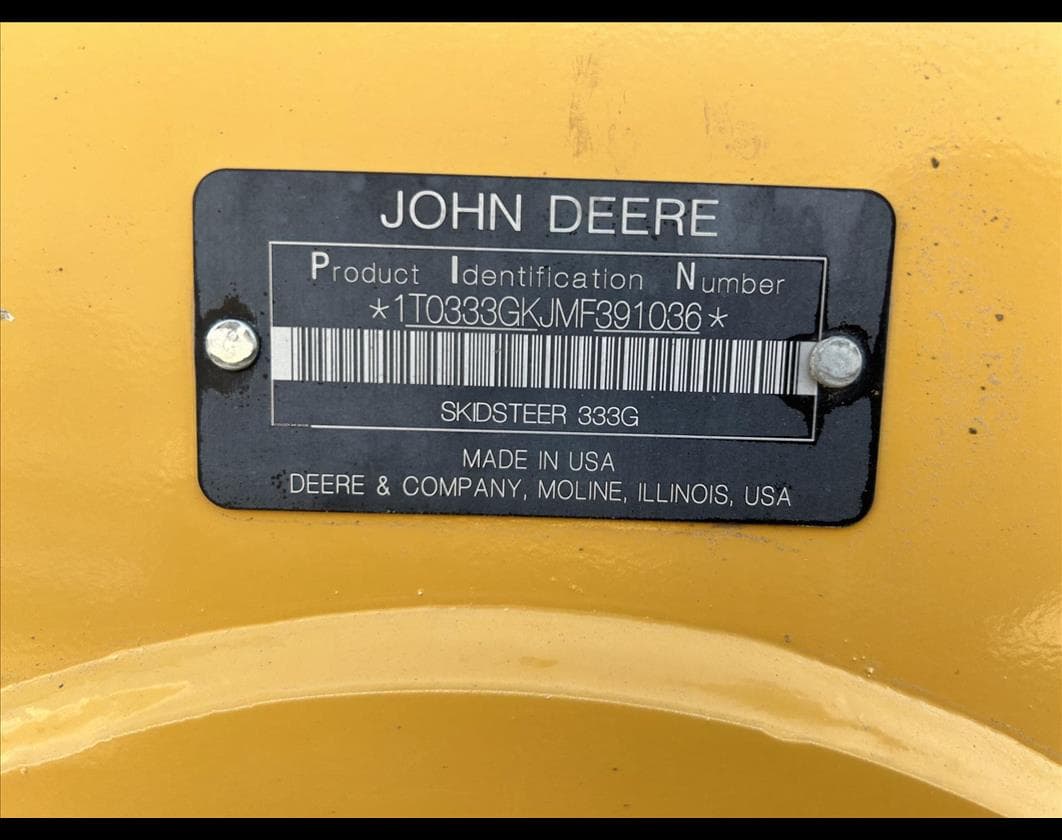 JOHN DEERE
Product Identification Number
*1T0333GKJMF391036*
SKIDSTEER 333G
MADE IN USA
DEERE & COMPANY, MOLINE, ILLINOIS, USA